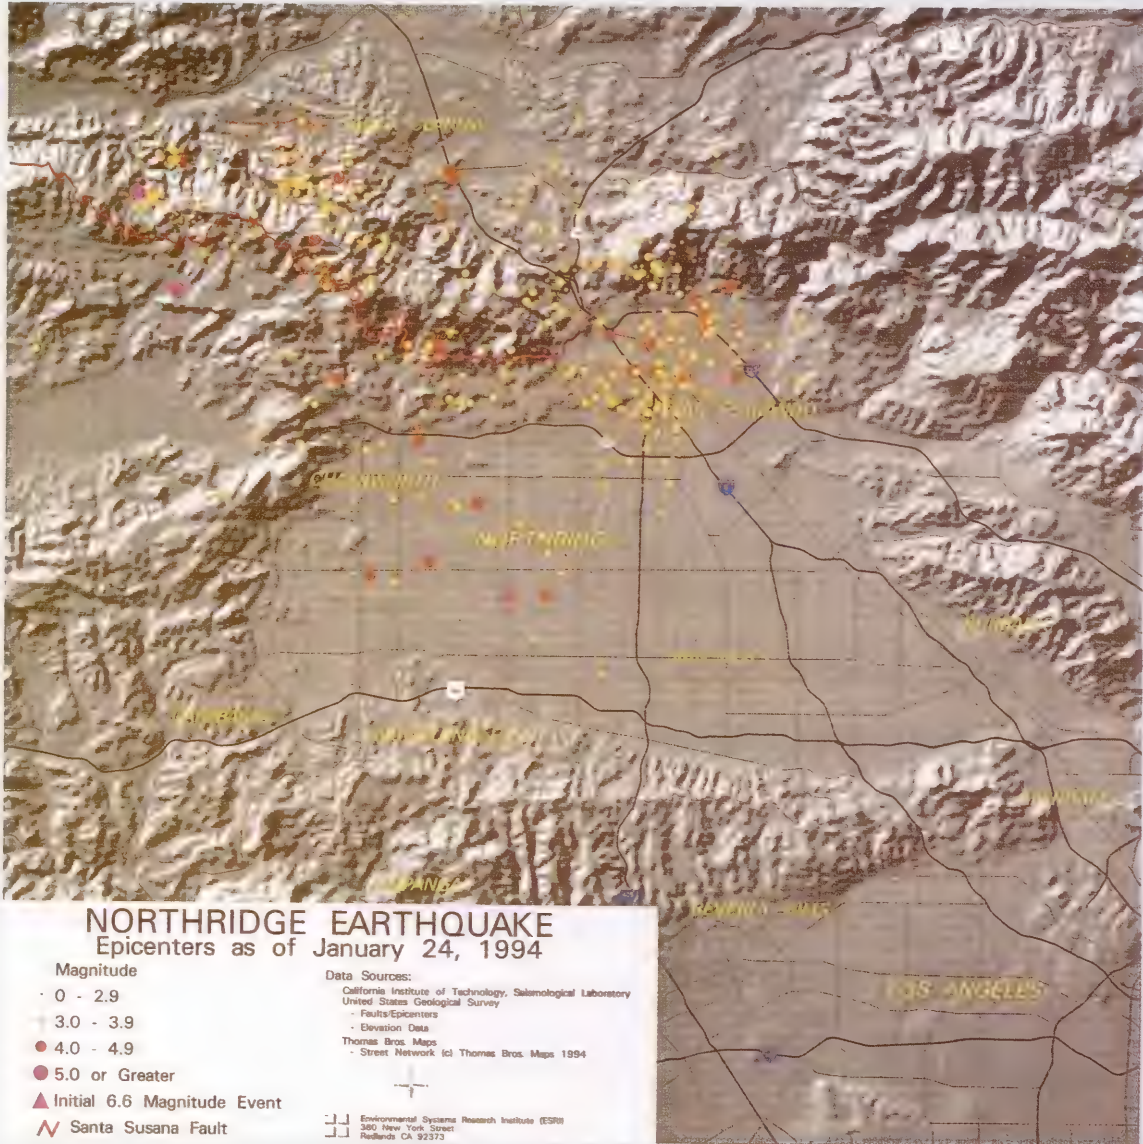 CHATSWORTH
NORTHRIDGE
BURBANK
TOPANGA
BEVERLY HILLS
LOS ANGELES
NORTHRIDGE EARTHQUAKE
Epicenters as of January 24, 1994
Magnitude
0 - 2.9
3.0 - 3.9
4.0 - 4.9
5.0 or Greater
Initial 6.6 Magnitude Event
Santa Susana Fault
Data Sources:
California Institute of Technology, Seismological Laboratory
United States Geological Survey
- Faults/Epicenters
- Elevation Data
Thomas Bros. Maps
- Street Network (c) Thomas Bros. Maps 1994
Environmental Systems Research Institute (ESRI)
380 New York Street
Redlands CA 92373